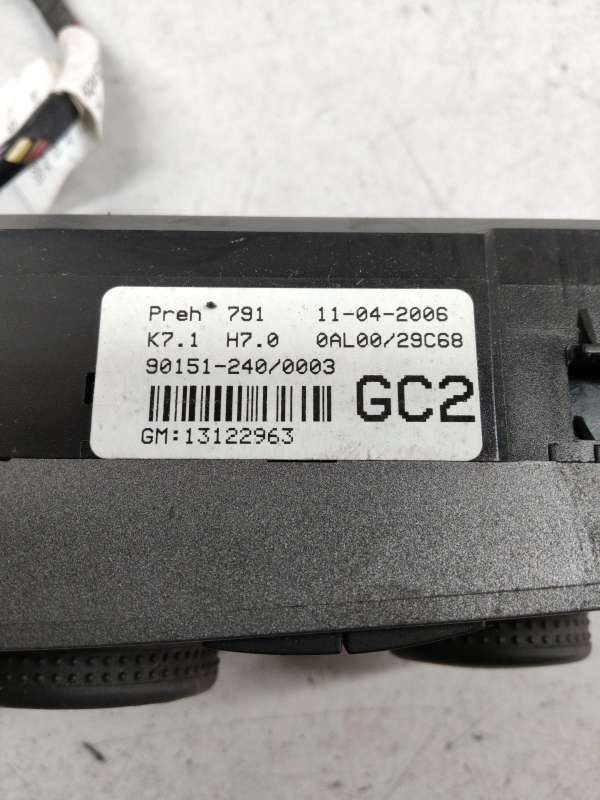 Preh 791 11-04-2006
K7.1 H7.0 0AL00/29C68
90151-240/0003
GC2
GM:13122963